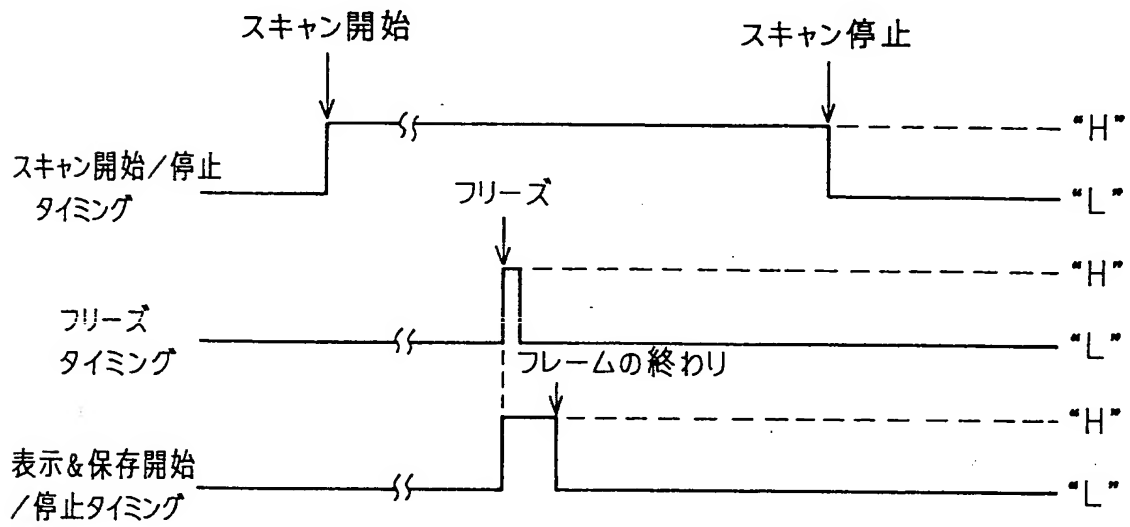 スキャン開始
スキャン停止
“H”
スキャン開始／停止
タイミング
“L”
フリーズ
“H”
フリーズ
タイミング
“L”
フレームの終わり
“H”
表示&保存開始
／停止タイミング
“L”